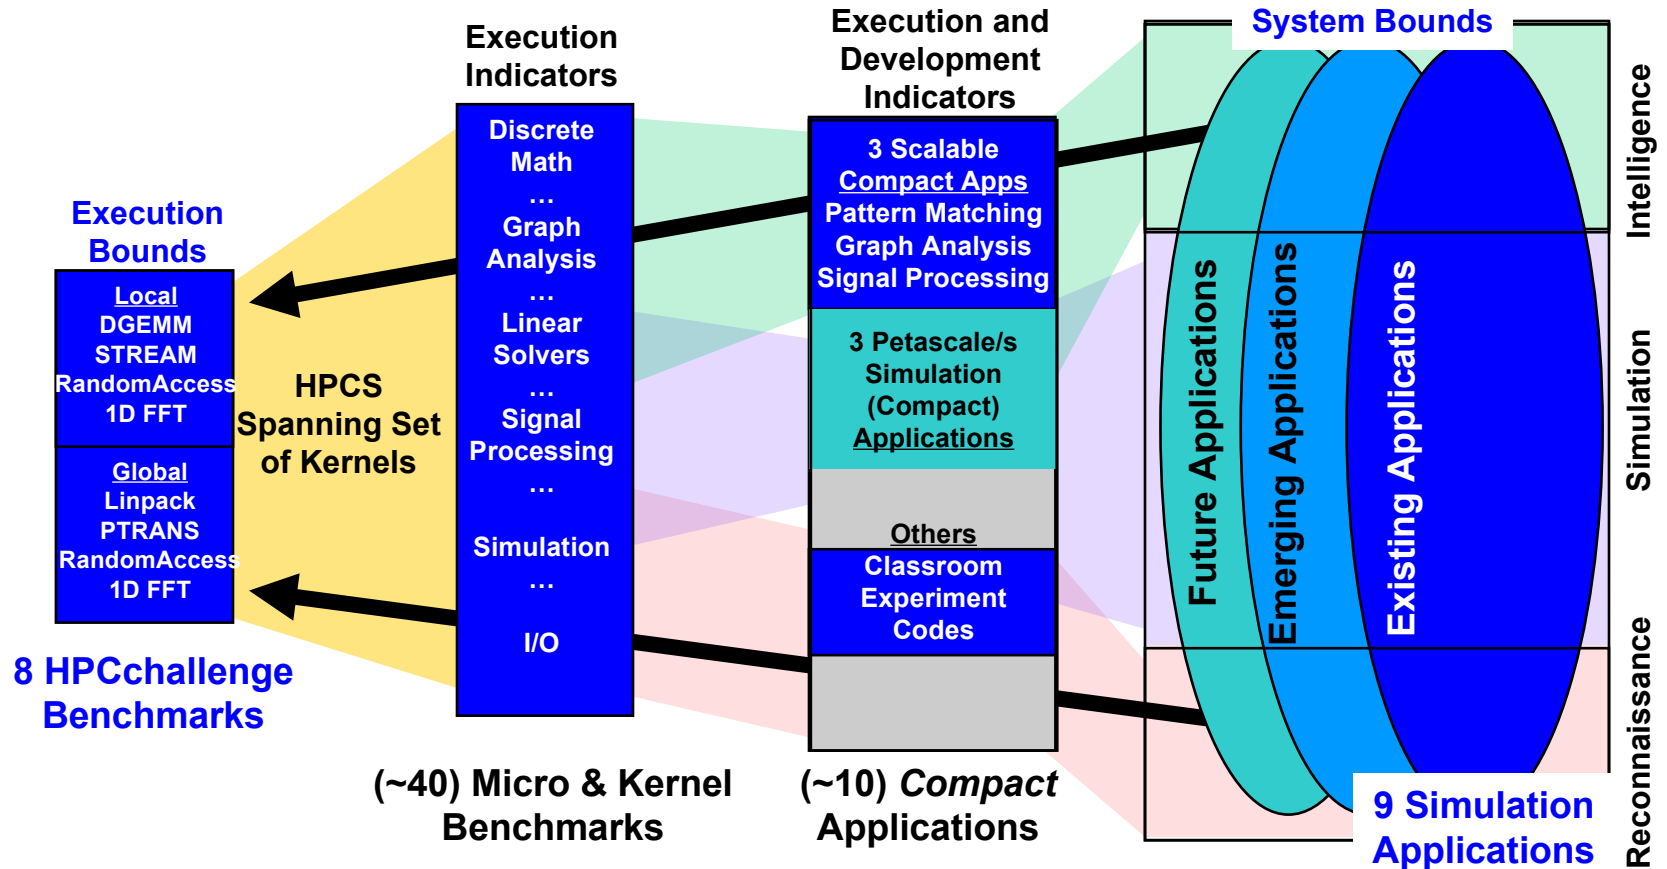 Execution
Bounds
Local
DGEMM
STREAM
RandomAccess
1D FFT
Global
Linpack
PTRANS
RandomAccess
1D FFT
8 HPCchallenge
Benchmarks
HPCS
Spanning Set
of Kernels
Execution
Indicators
Discrete
Math
...
Graph
Analysis
...
Linear
Solvers
...
Signal
Processing
...
Simulation
...
I/O
(~40) Micro & Kernel
Benchmarks
Execution and
Development
Indicators
3 Scalable
Compact Apps
Pattern Matching
Graph Analysis
Signal Processing
3 Petascale/s
Simulation
(Compact)
Applications
Others
Classroom
Experiment
Codes
(~10) Compact
Applications
System Bounds
Future Applications
Emerging Applications
Existing Applications
9 Simulation
Applications
Intelligence
Simulation
Reconnaissance